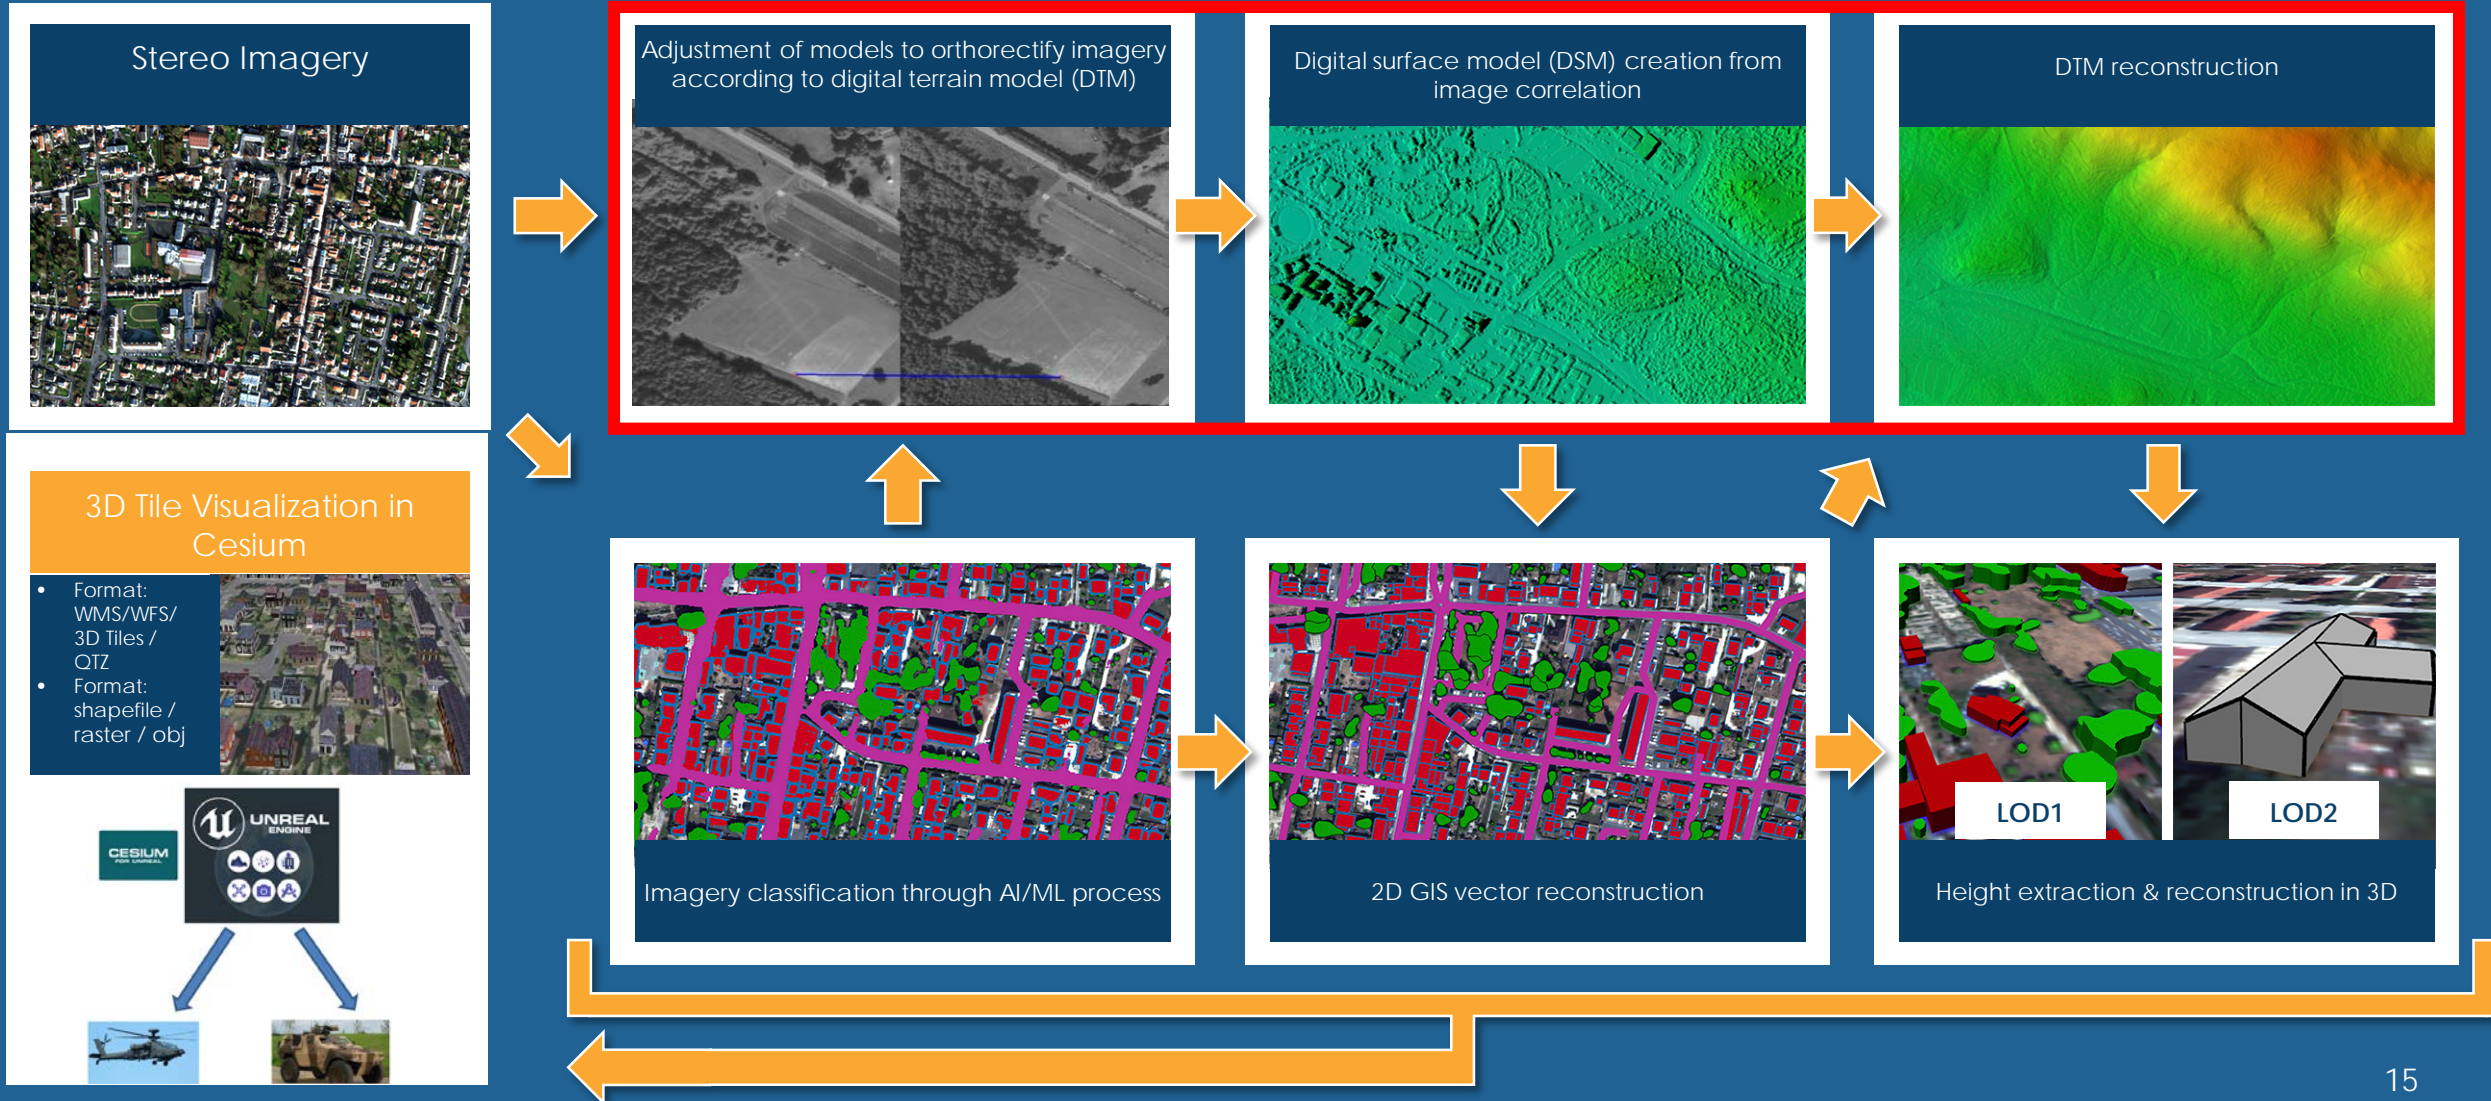 Stereo Imagery
Adjustment of models to orthorectify imagery
according to digital terrain model (DTM)
Digital surface model (DSM) creation from
image correlation
DTM reconstruction
3D Tile Visualization in
Cesium
• Format:
WMS/WFS/
3D Tiles /
QTZ
• Format:
shapefile /
raster / obj
CESIUM
FOR UNREAL
UNREAL
ENGINE
Imagery classification through AI/ML process
2D GIS vector reconstruction
LOD1
LOD2
Height extraction & reconstruction in 3D
15